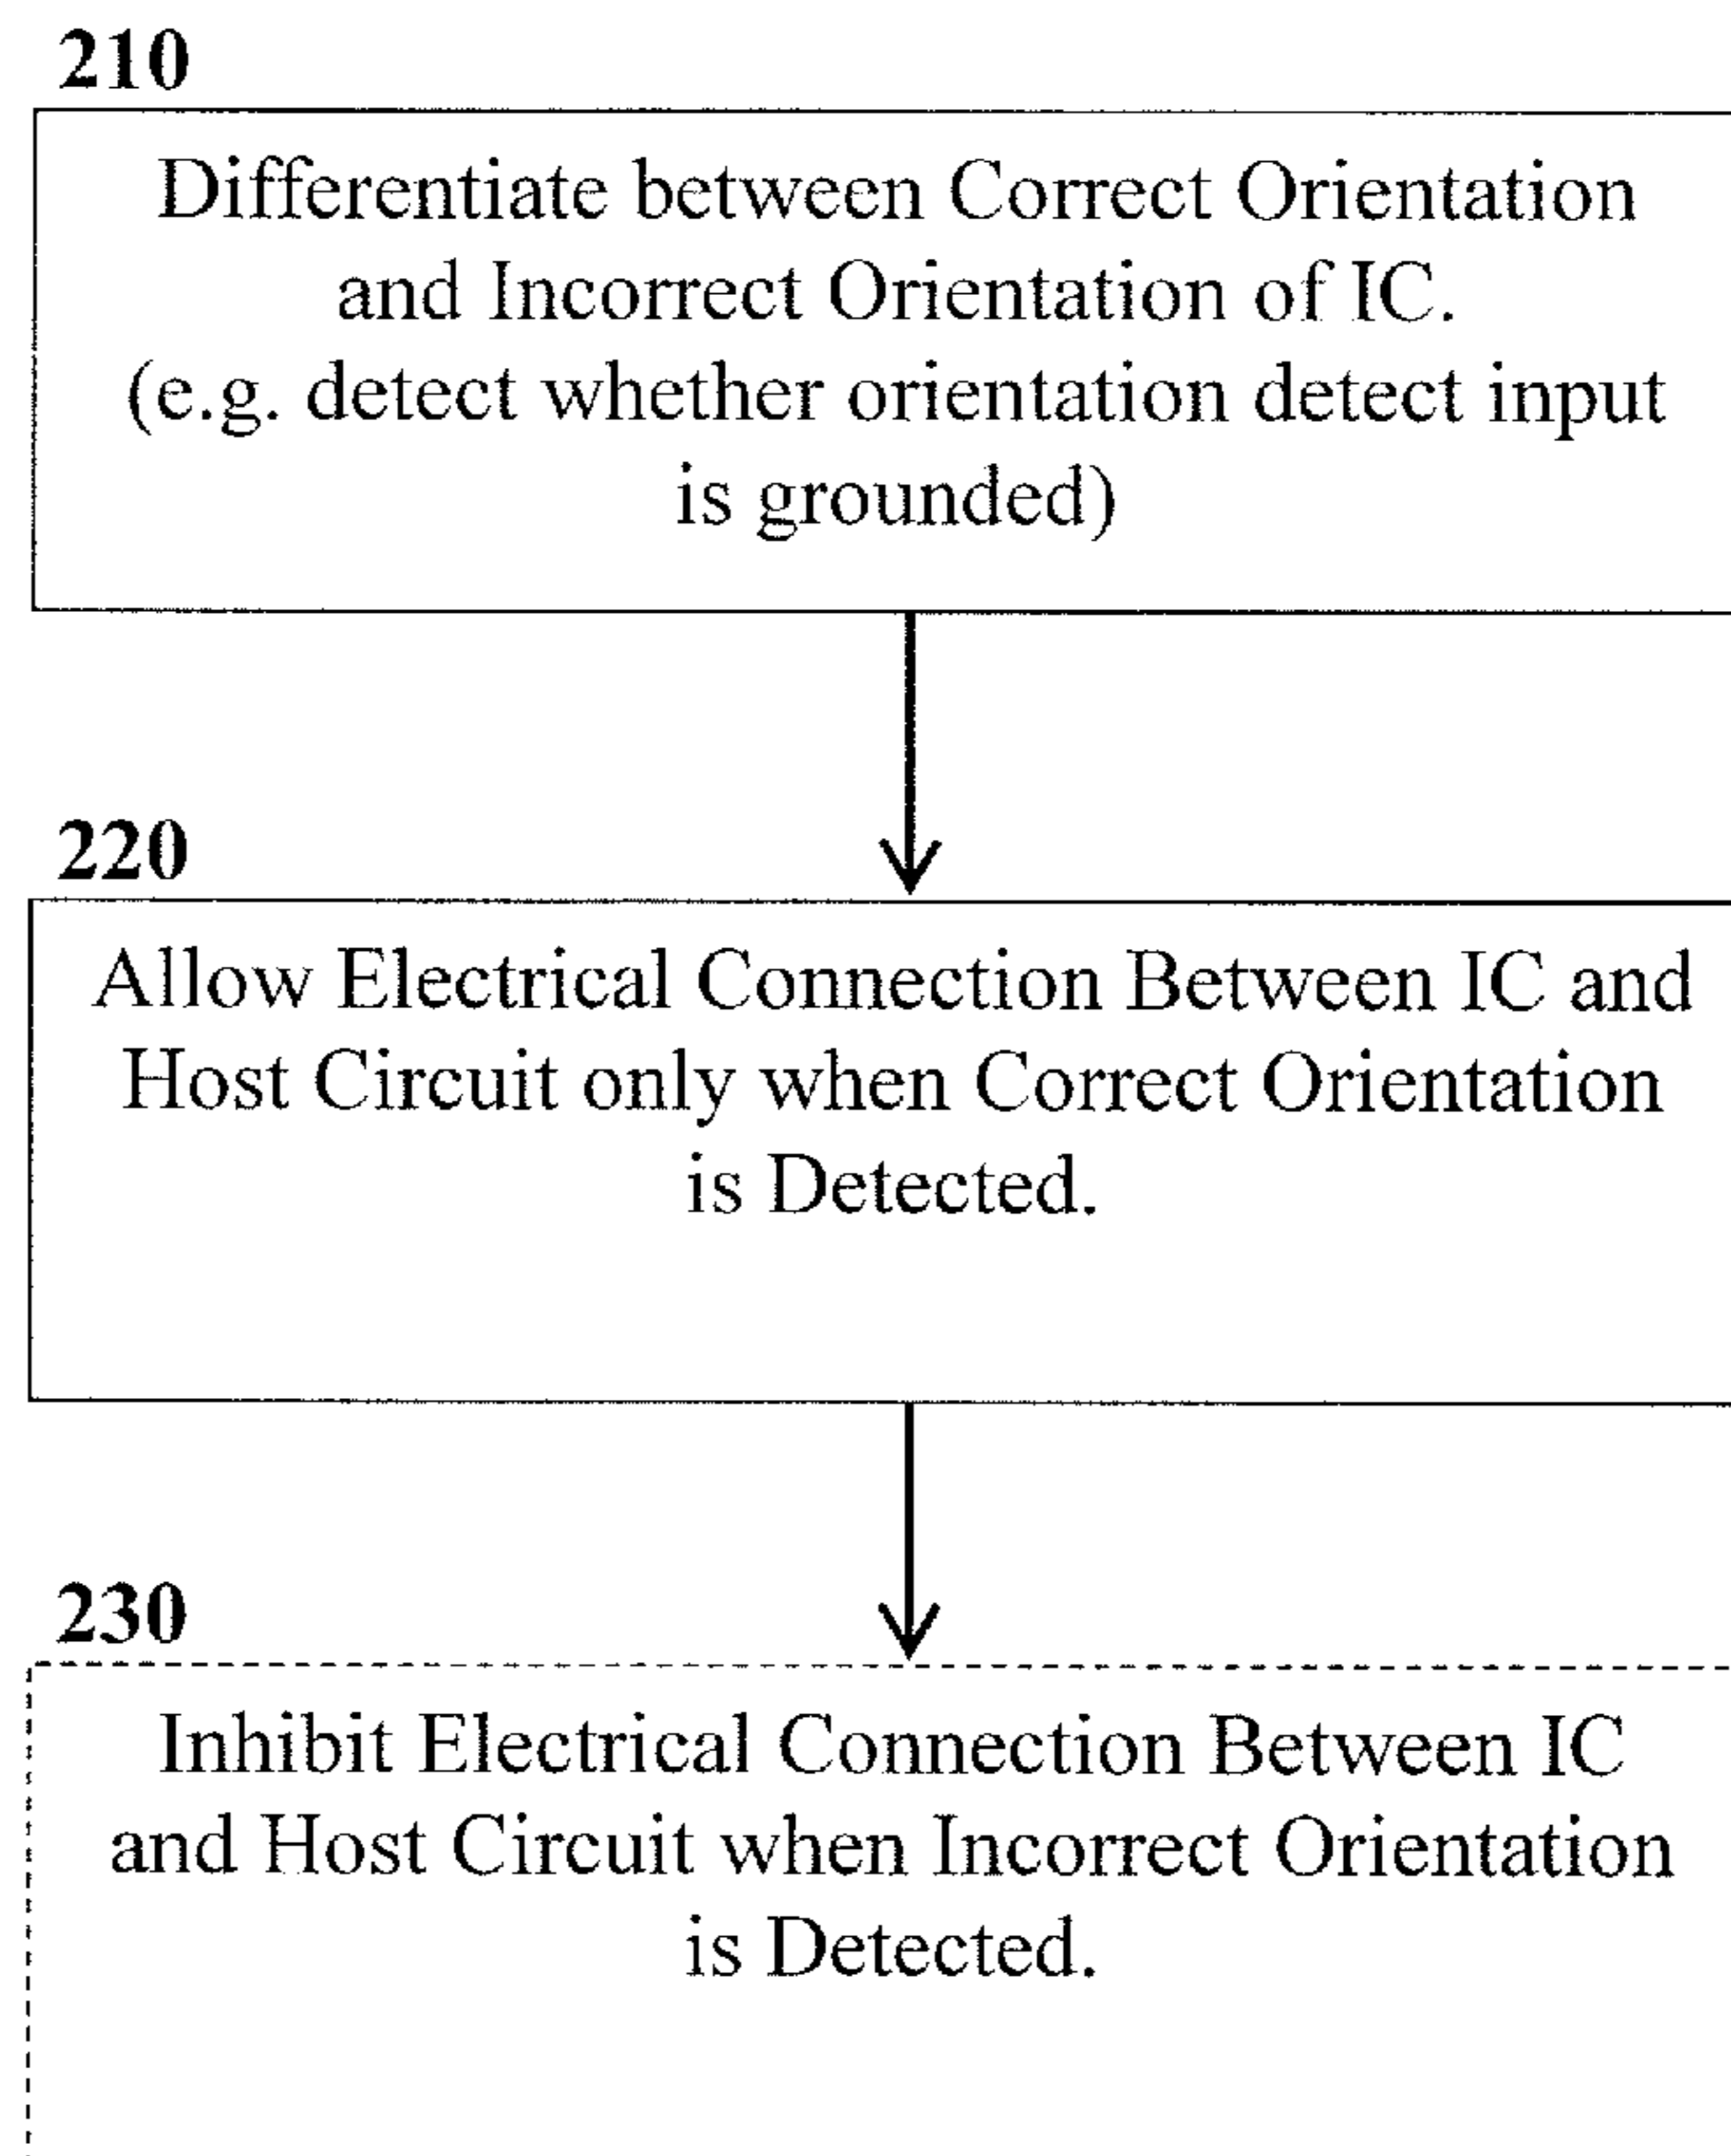 210
Differentiate between Correct Orientation
and Incorrect Orientation of IC.
(e.g. detect whether orientation detect input
is grounded)
220
Allow Electrical Connection Between IC and
Host Circuit only when Correct Orientation
is Detected.
230
Inhibit Electrical Connection Between IC
and Host Circuit when Incorrect Orientation
is Detected.